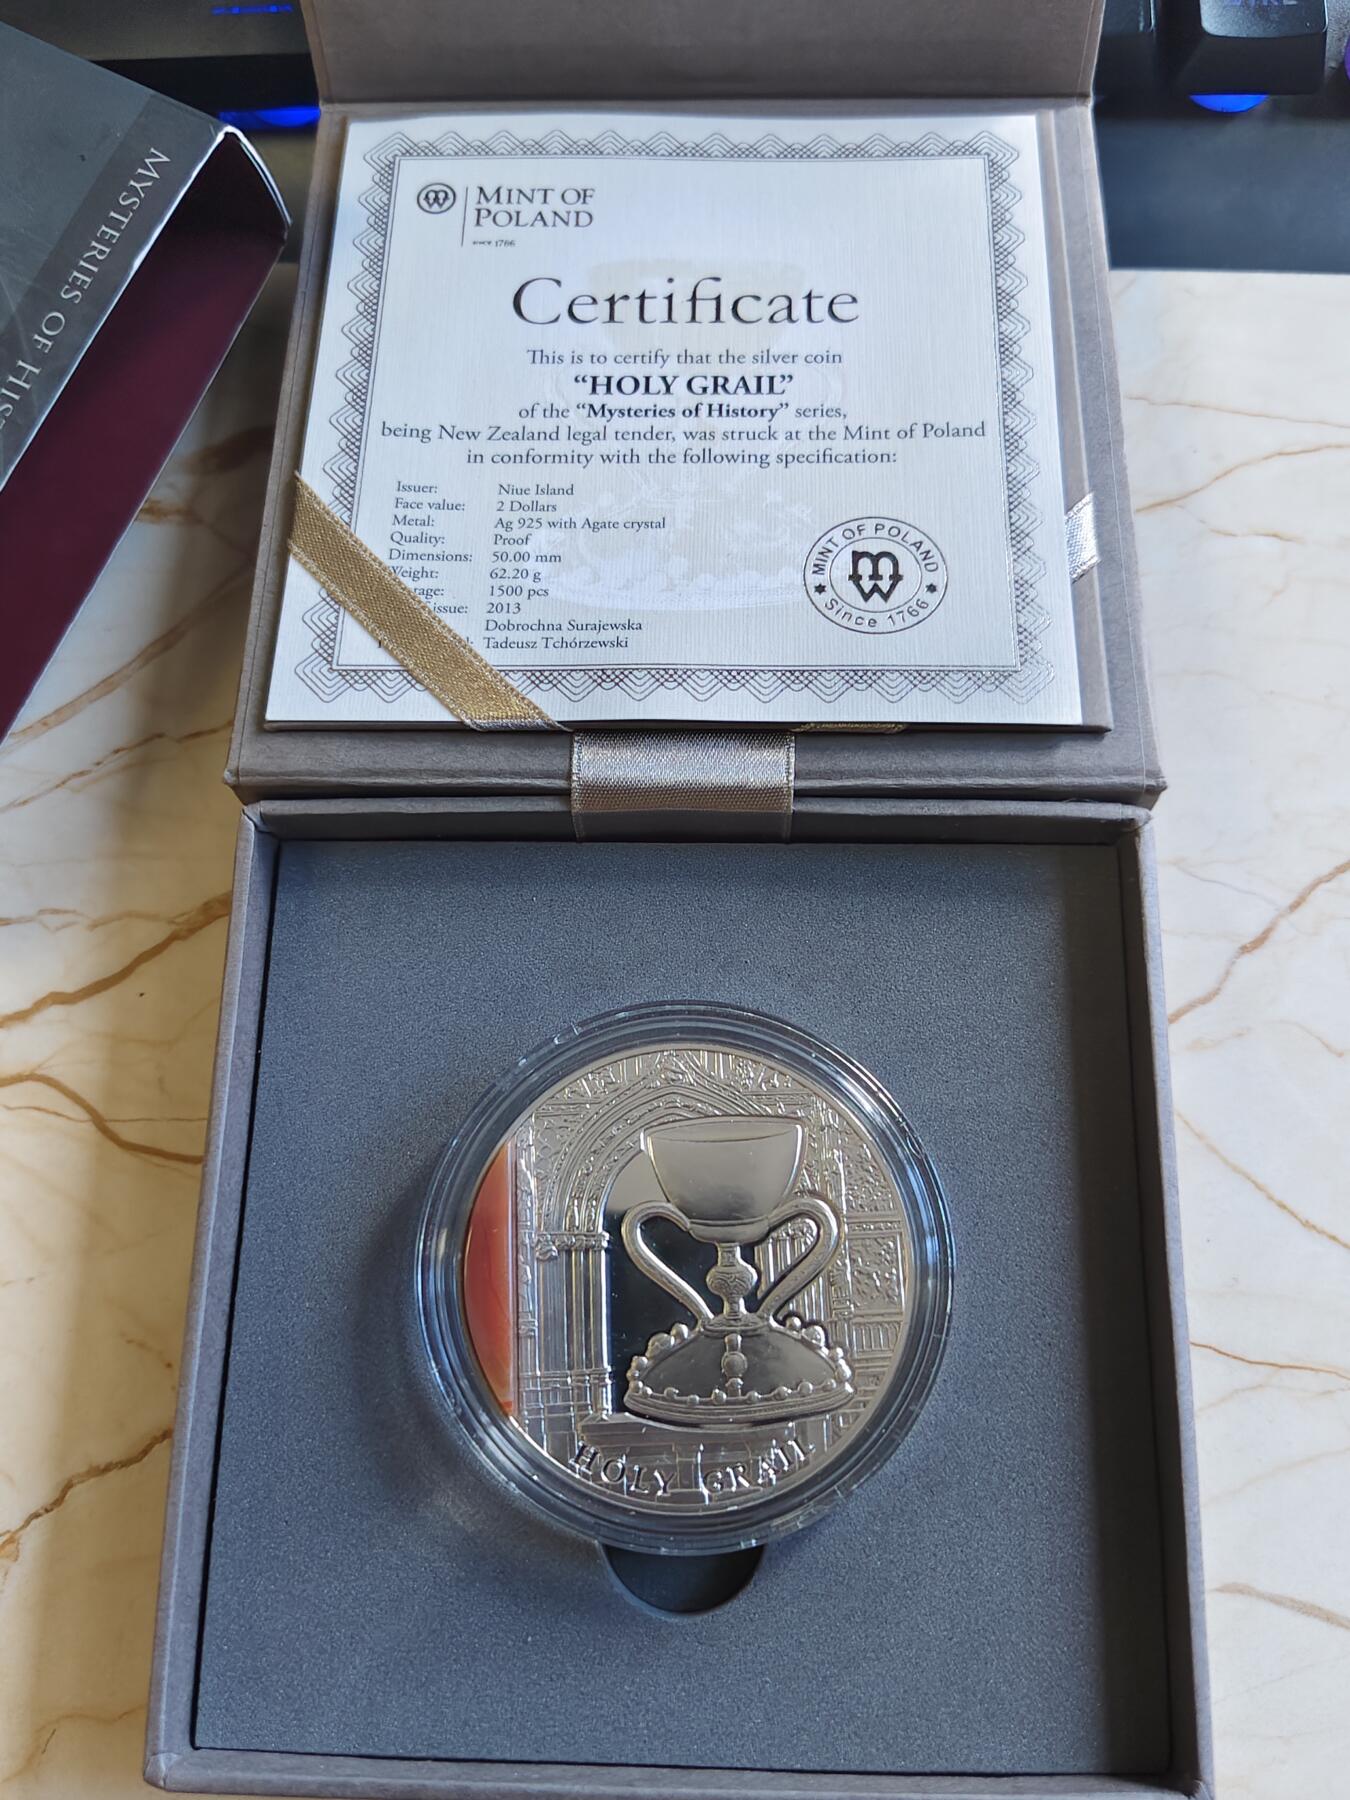 MYSTERIES OF HIS
MINT OF
POLAND
since 1766
Certificate
This is to certify that the silver coin
“HOLY GRAIL”
of the “Mysteries of History” series,
being New Zealand legal tender, was struck at the Mint of Poland
in conformity with the following specification:
Issuer: Niue Island
Face value: 2 Dollars
Metal: Ag 925 with Agate crystal
Quality: Proof
Dimensions: 50.00 mm
Weight: 62.20 g
1500 pcs
issue: 2013
Dobrochna Surajewska
Tadeusz Tchórzewski
MINT OF POLAND
Since 1766
HOLY GRAIL